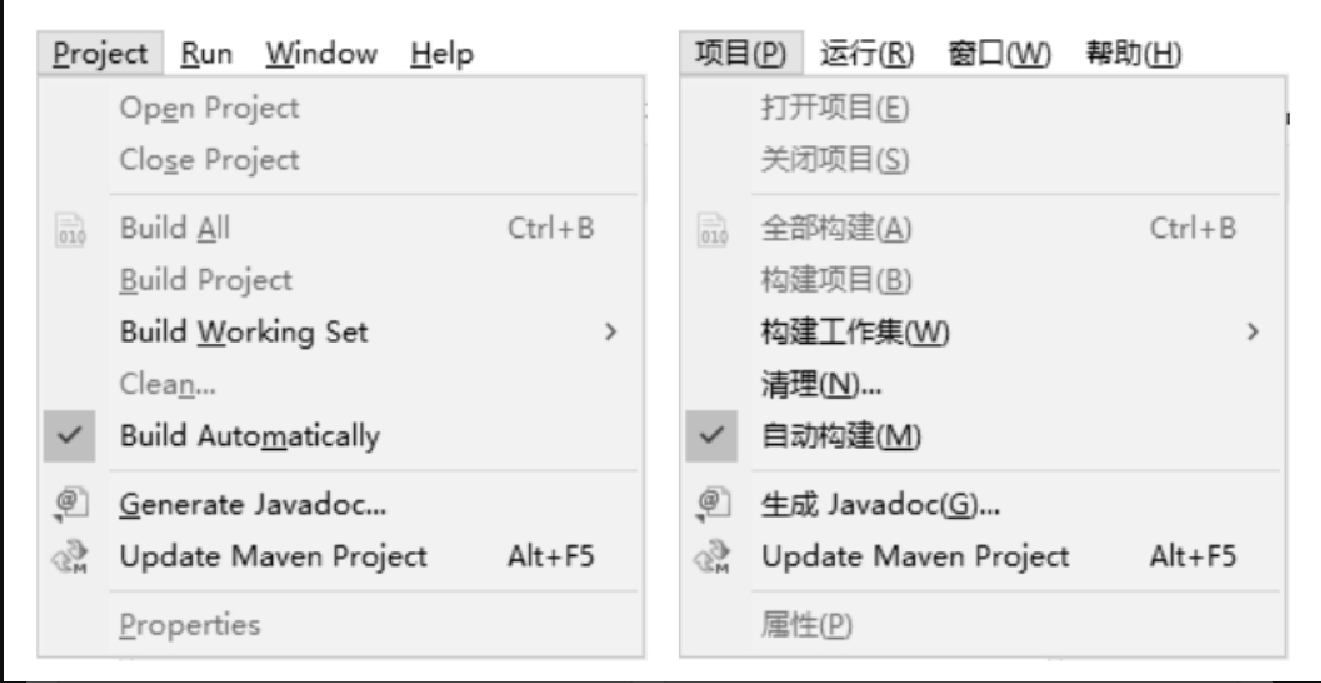 Project Run Window Help
Open Project
Close Project
Build All Ctrl+B
Build Project
Build Working Set
Clean...
Build Automatically
Generate Javadoc...
Update Maven Project Alt+F5
Properties
项目(P) 运行(R) 窗口(W) 帮助(H)
打开项目(E)
关闭项目(S)
全部构建(A) Ctrl+B
构建项目(B)
构建工作集(W)
清理(N)...
自动构建(M)
生成 Javadoc(G)...
Update Maven Project Alt+F5
属性(P)